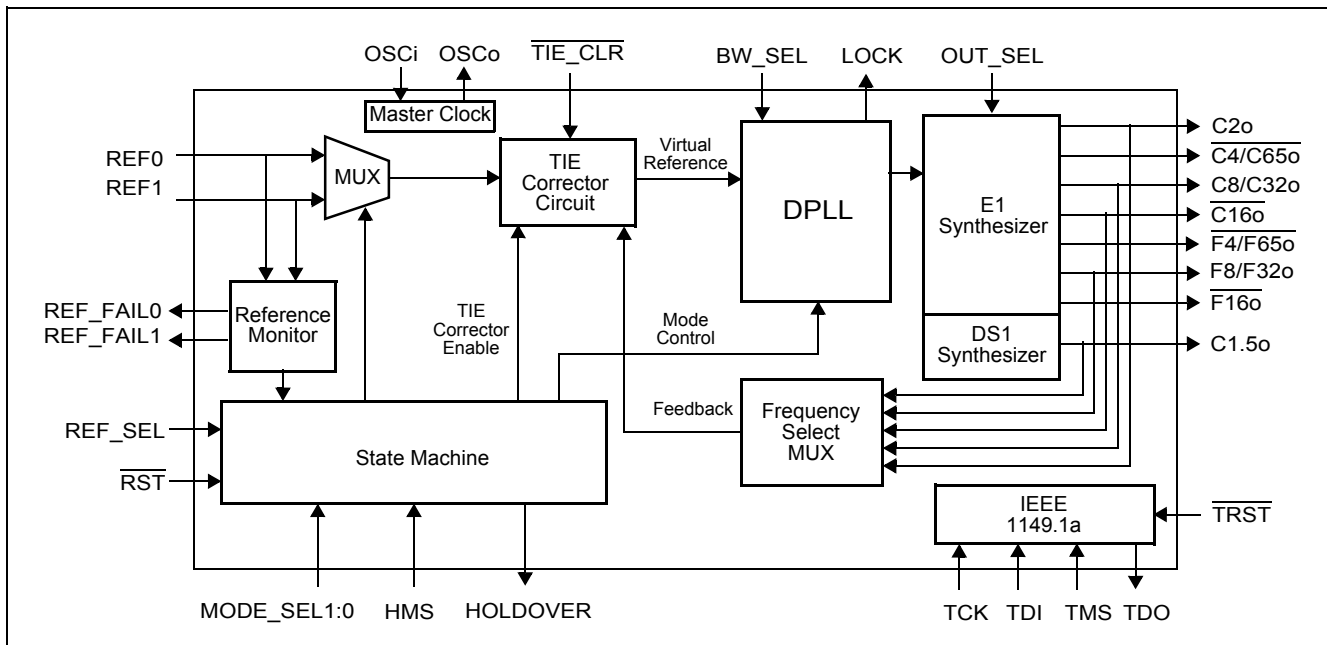 OSCi OSCo TIE_CLR BW_SEL LOCK OUT_SEL
Master Clock
REF0
REF1
MUX
TIE
Corrector
Circuit
Virtual
Reference
DPLL
E1
Synthesizer
DS1
Synthesizer
C2o
C4/C65o
C8/C32o
C16o
F4/F65o
F8/F32o
F16o
C1.5o
REF_FAIL0
REF_FAIL1
Reference
Monitor
TIE
Corrector
Enable
Mode
Control
Feedback
Frequency
Select
MUX
REF_SEL
RST
State Machine
IEEE
1149.1a
TRST
MODE_SEL1:0 HMS HOLDOVER
TCK TDI TMS TDO